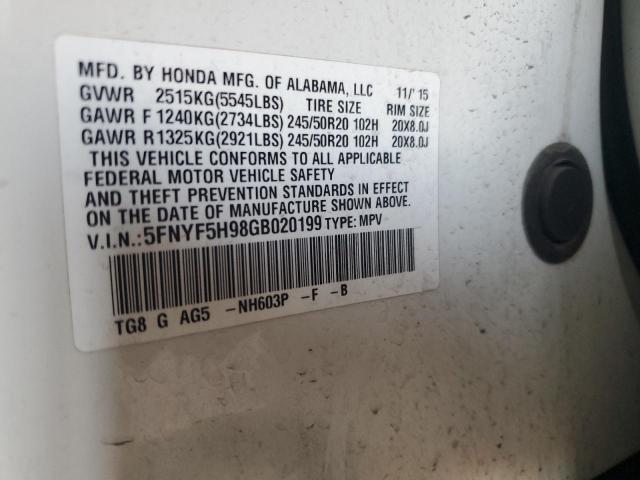 MFD. BY HONDA MFG. OF ALABAMA, LLC 11/'15
GVWR 2515KG(5545LBS) TIRE SIZE RIM SIZE
GAWR F 1240KG(2734LBS) 245/50R20 102H 20X8.0J
GAWR R1325KG(2921LBS) 245/50R20 102H 20X8.0J
THIS VEHICLE CONFORMS TO ALL APPLICABLE
FEDERAL MOTOR VEHICLE SAFETY
AND THEFT PREVENTION STANDARDS IN EFFECT
ON THE DATE OF MANUFACTURE SHOWN ABOVE.
V.I.N.:5FNYF5H98GB020199 TYPE: MPV
TG8 G AG5 -NH603P -F -B